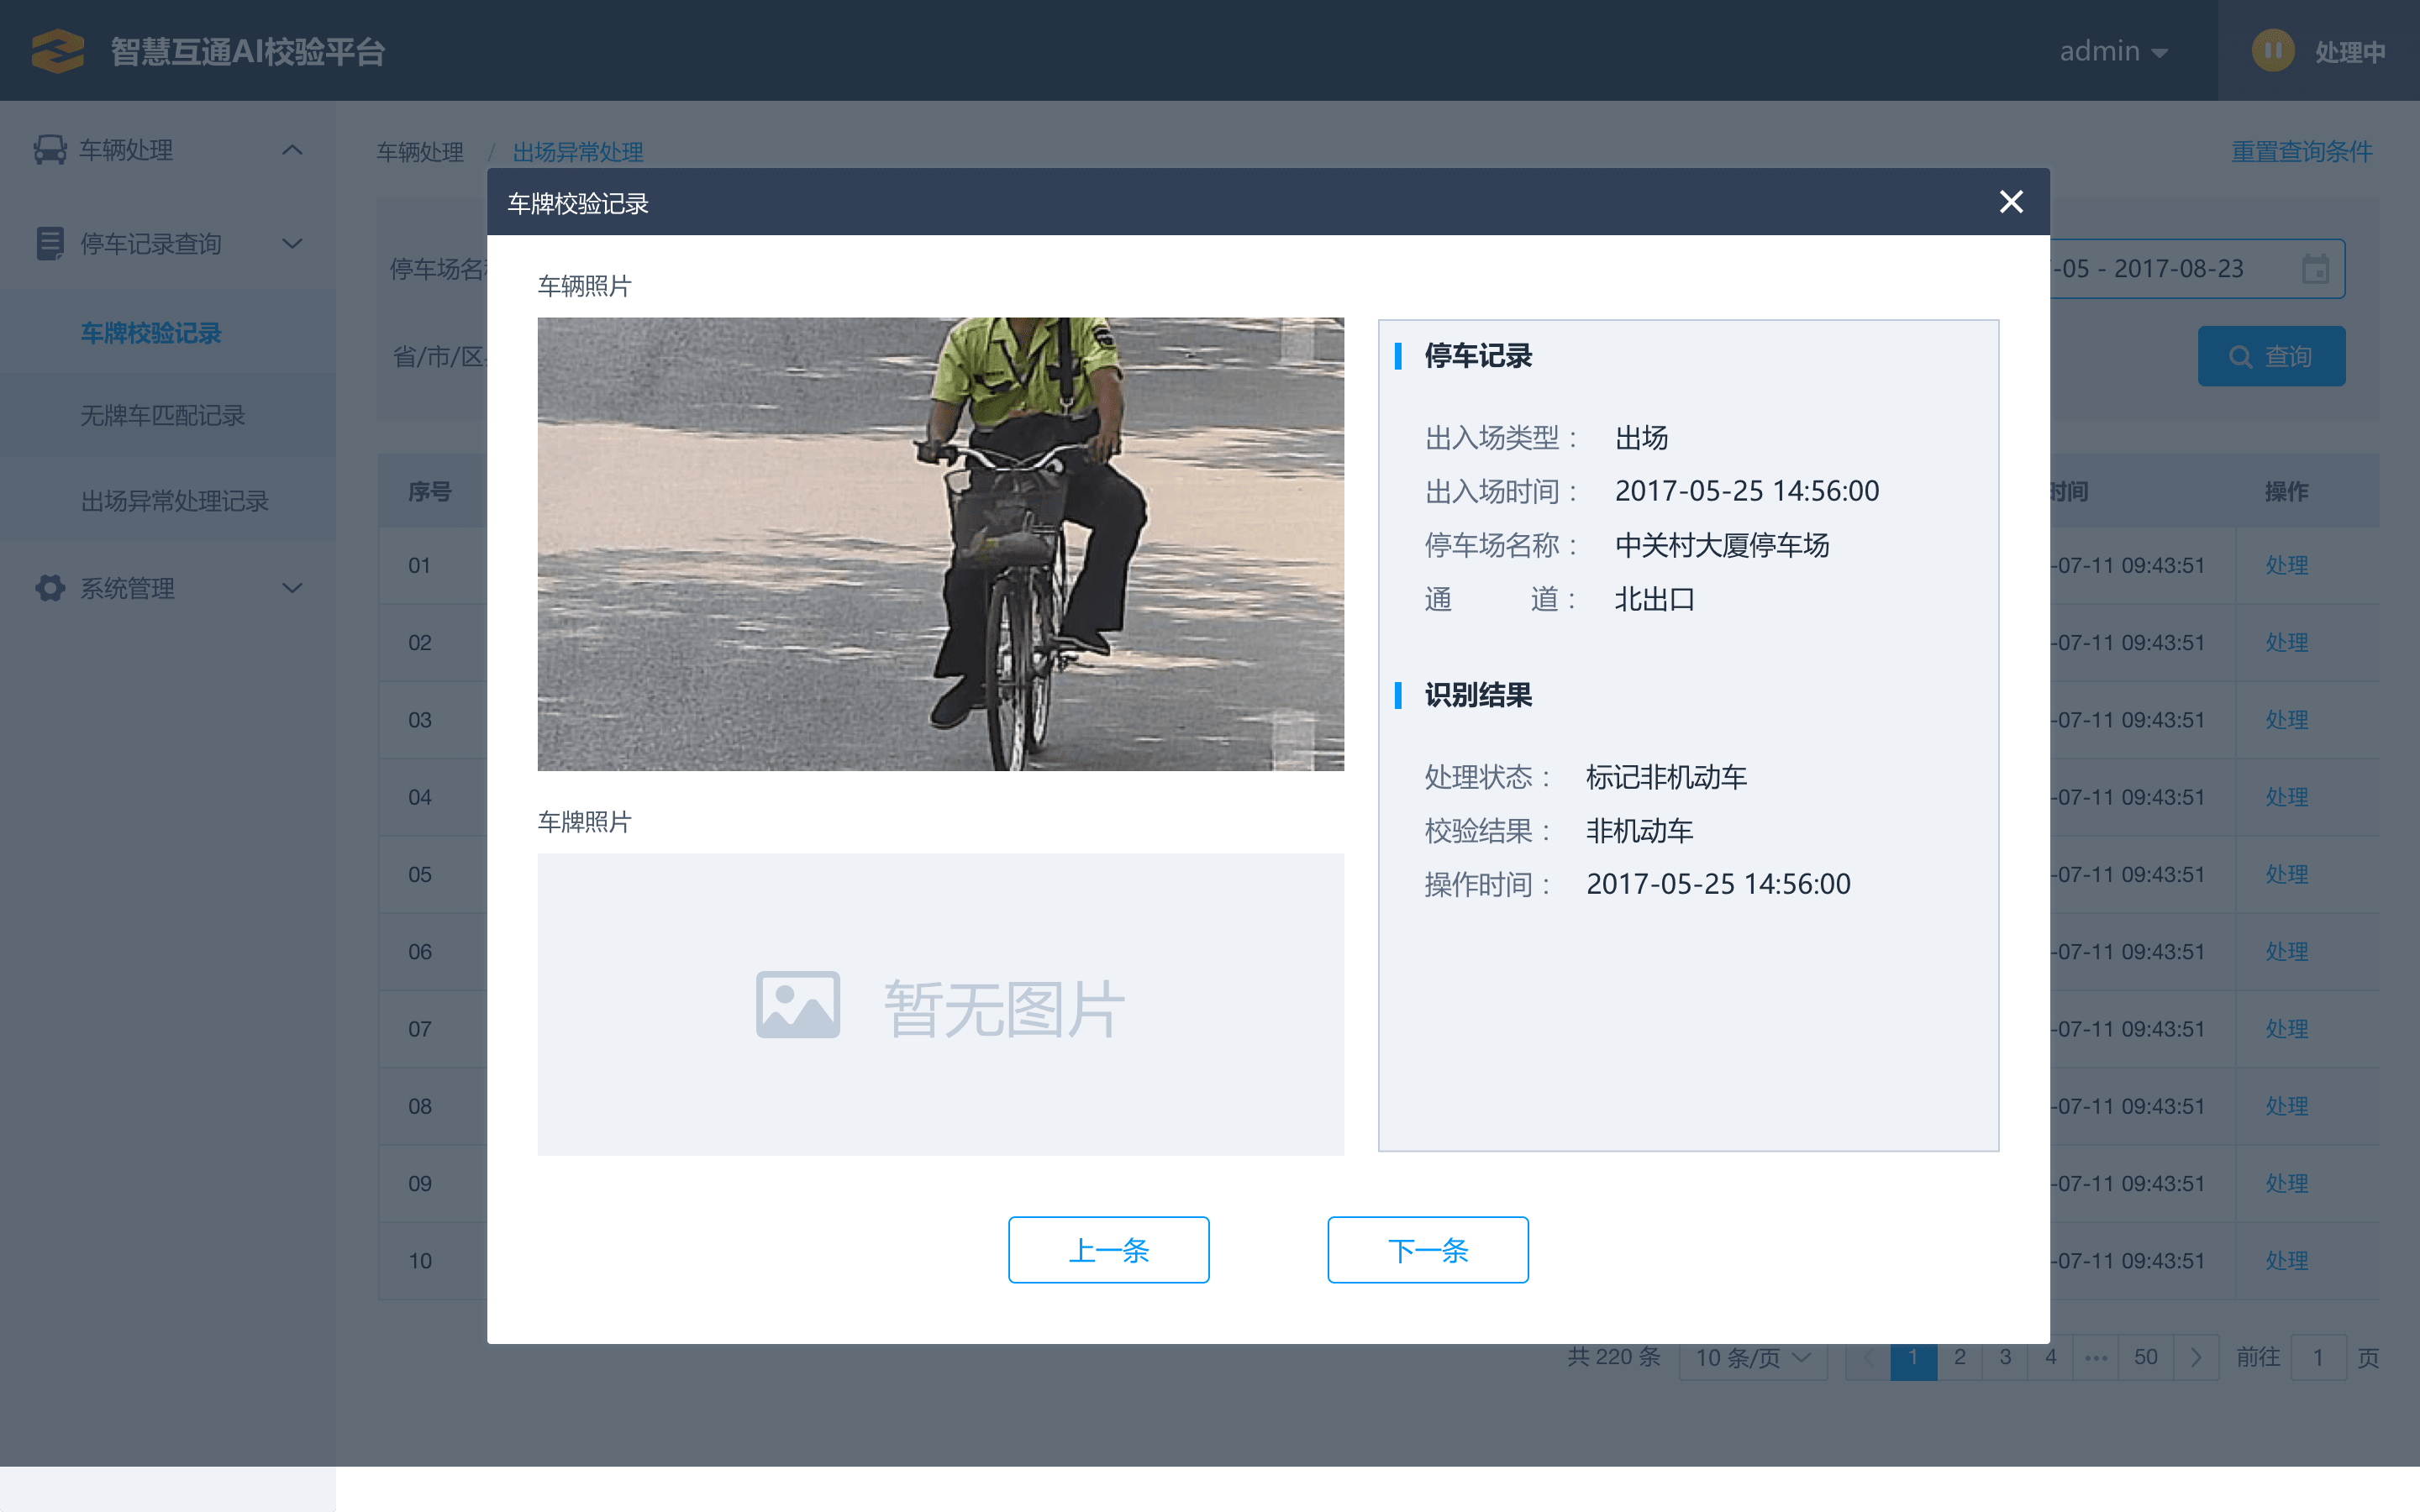 智慧互通AI校验平台
admin
处理中
车辆处理
停车记录查询
车牌校验记录
无牌车匹配记录
出场异常处理记录
系统管理
车辆处理 / 出场异常处理
重置查询条件
停车场名
-05 - 2017-08-23
省/市/区
查询
序号
时间
操作
01
-07-11 09:43:51
处理
02
-07-11 09:43:51
处理
03
-07-11 09:43:51
处理
04
-07-11 09:43:51
处理
05
-07-11 09:43:51
处理
06
-07-11 09:43:51
处理
07
-07-11 09:43:51
处理
08
-07-11 09:43:51
处理
09
-07-11 09:43:51
处理
10
-07-11 09:43:51
处理
共 220 条
10 条/页
1 2 3 4 ••• 50
前往 1 页
车牌校验记录
车辆照片
车牌照片
暂无图片
停车记录
出入场类型： 出场
出入场时间： 2017-05-25 14:56:00
停车场名称： 中关村大厦停车场
通 道： 北出口
识别结果
处理状态： 标记非机动车
校验结果： 非机动车
操作时间： 2017-05-25 14:56:00
上一条
下一条